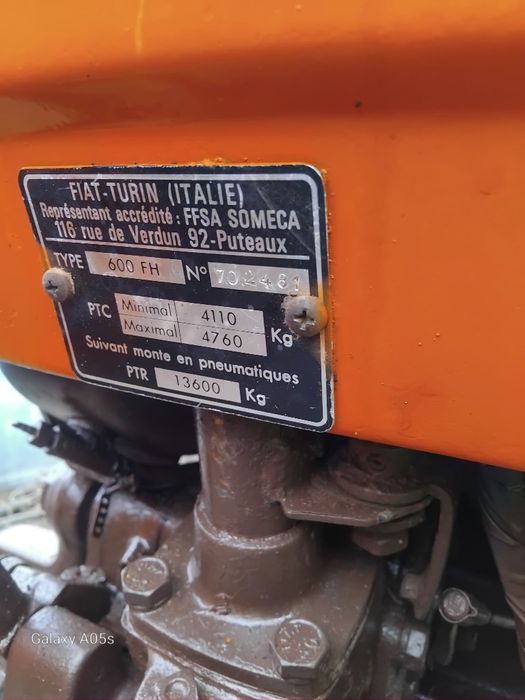 FIAT-TURIN (ITALIE)
Représentant accrédité : FFSA SOMECA
116 rue de Verdun 92-Puteaux
TYPE 600 FH N° 702461
PTC Minimal 4110 Kg
Maximal 4760
Suivant monte en pneumatiques
PTR 13600 Kg
Galaxy A05s